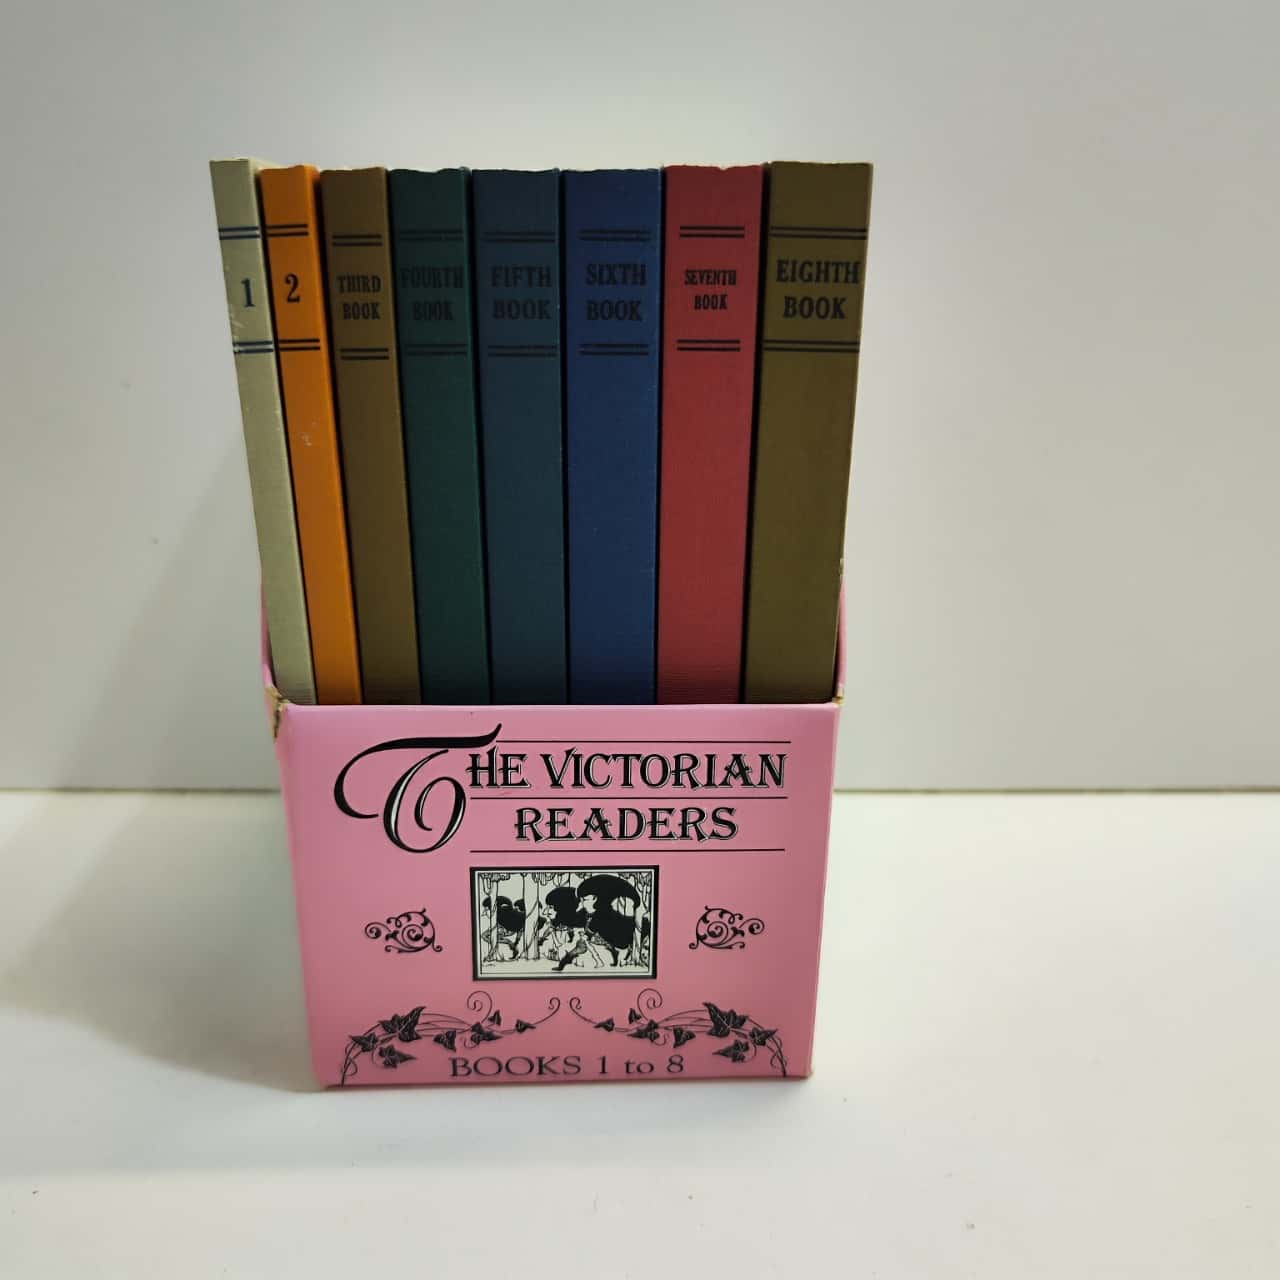 1
2
THIRD
BOOK
FOURTH
BOOK
FIFTH
BOOK
SIXTH
BOOK
SEVENTH
BOOK
EIGHTH
BOOK
THE VICTORIAN
READERS
BOOKS 1 to 8